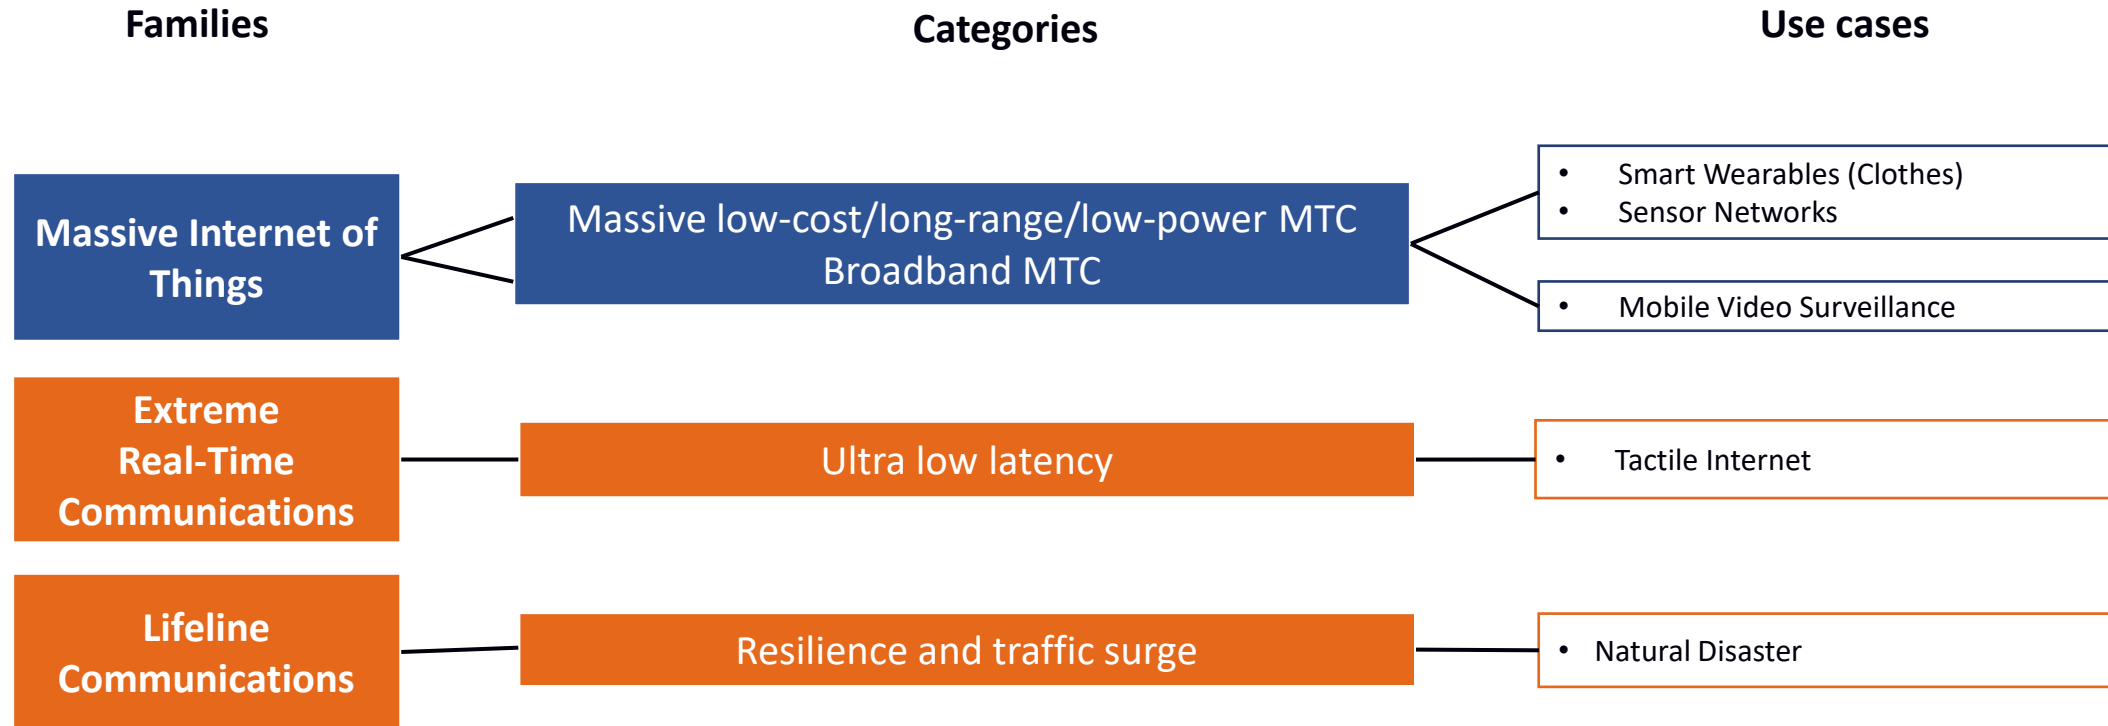 Families
Categories
Use cases
Massive Internet of
Things
Massive low-cost/long-range/low-power MTC
Broadband MTC
• Smart Wearables (Clothes)
• Sensor Networks
• Mobile Video Surveillance
Extreme
Real-Time
Communications
Ultra low latency
• Tactile Internet
Lifeline
Communications
Resilience and traffic surge
• Natural Disaster